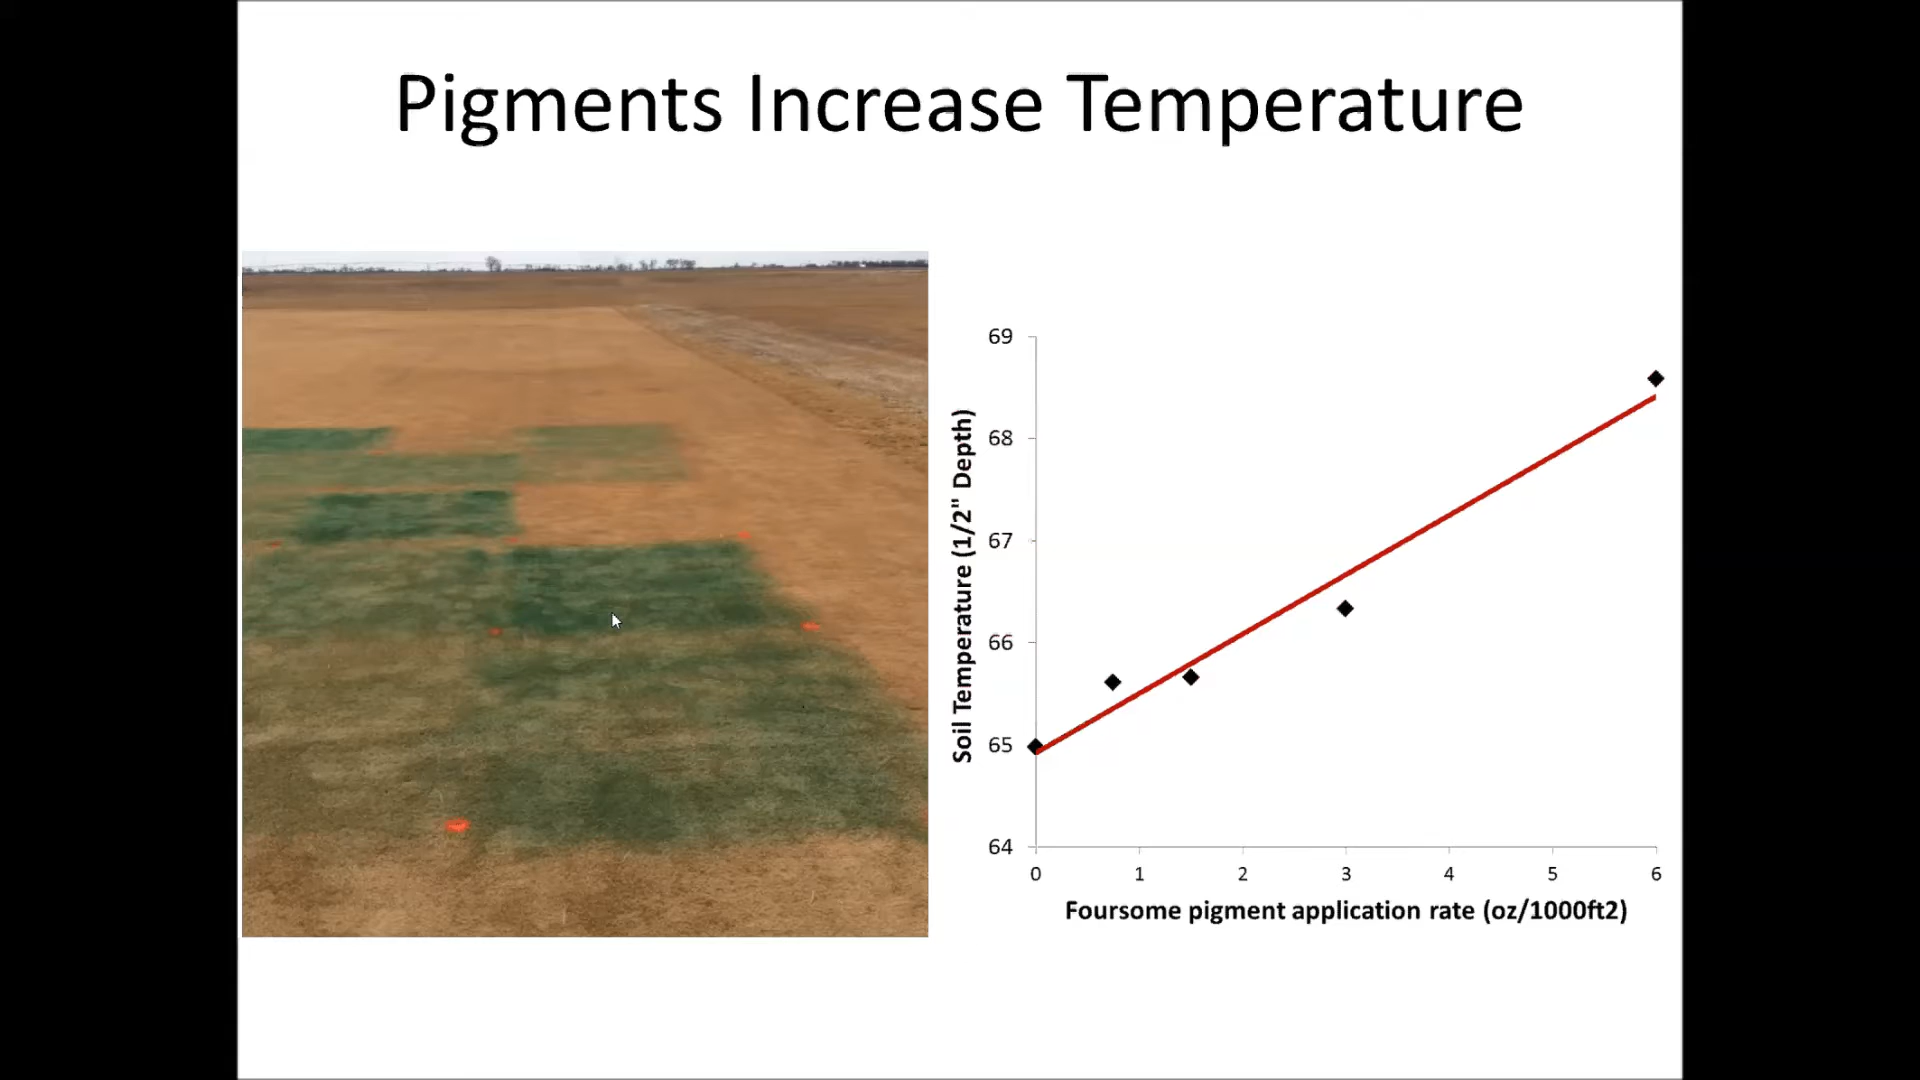 Pigments Increase Temperature
69
68
67
66
65
64
Soil Temperature (1/2" Depth)
0 1 2 3 4 5 6
Foursome pigment application rate (oz/1000ft2)